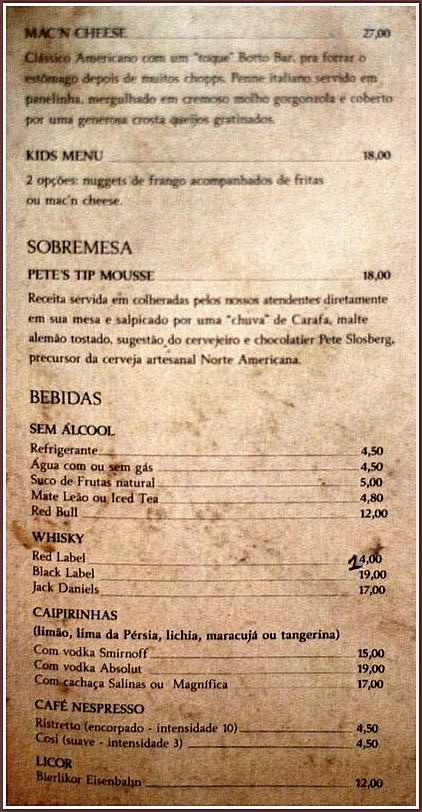 MAC'N CHEESE 27,00
Clássico Americano com um "toque" Botto Bar, pra forrar o
estômago depois de muitos chopps. Penne italiano servido em
panelinha, mergulhado em cremoso molho gorgonzola e coberto
por uma generosa crosta queijos gratinados.
KIDS MENU 18,00
2 opções: nuggets de frango acompanhados de fritas
ou mac'n cheese.
SOBREMESA
PETE'S TIP MOUSSE 18,00
Receita servida em colheradas pelos nossos atendentes diretamente
em sua mesa e salpicado por uma "chuva" de Carafa, malte
alemão tostado, sugestão do cervejeiro e chocolatier Pete Slosberg,
precursor da cerveja artesanal Norte Americana.
BEBIDAS
SEM ÁLCOOL
Refrigerante 4,50
Água com ou sem gás 4,50
Suco de Frutas natural 5,00
Mate Leão ou Iced Tea 4,80
Red Bull 12,00
WHISKY
Red Label 4,00
Black Label 19,00
Jack Daniels 17,00
CAIPIRINHAS
(limão, lima da Pérsia, lichia, maracujá ou tangerina)
Com vodka Smirnoff 15,00
Com vodka Absolut 19,00
Com cachaça Salinas ou Magnífica 17,00
CAFÉ NESPRESSO
Ristretto (encorpado - intensidade 10) 4,50
Cosi (suave - intensidade 3) 4,50
LICOR
Bierlikor Eisenbahn 12,00